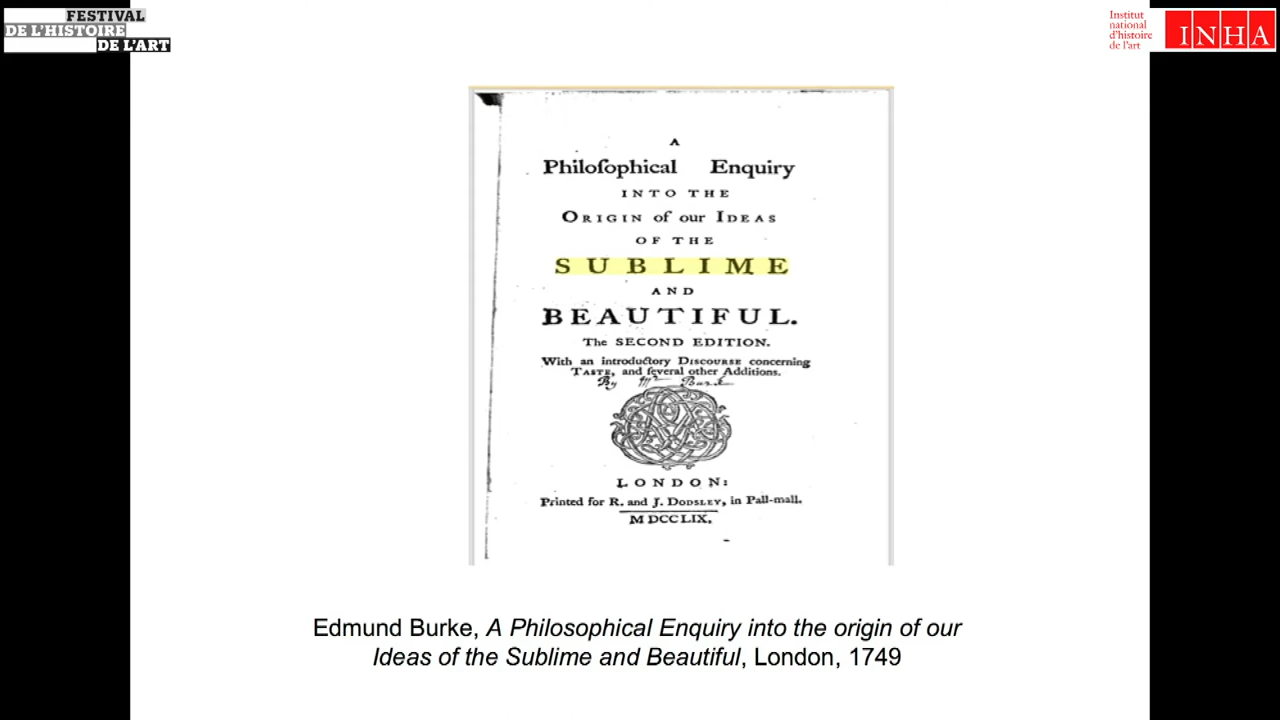 FESTIVAL
DE L'HISTOIRE
DE L'ART
Institut
national
d'histoire
de l'art
INHA
A
Philoſophical Enquiry
INTO THE
ORIGIN of our IDEAS
OF THE
SUBLIME
AND
BEAUTIFUL.
The SECOND EDITION.
With an introductory DISCOURSE concerning
TASTE, and ſeveral other Additions.
By Mr Burk
LONDON:
Printed for R. and J. DODSLEY, in Pall-mall.
MDCCLIX.
Edmund Burke, A Philosophical Enquiry into the origin of our
Ideas of the Sublime and Beautiful, London, 1749